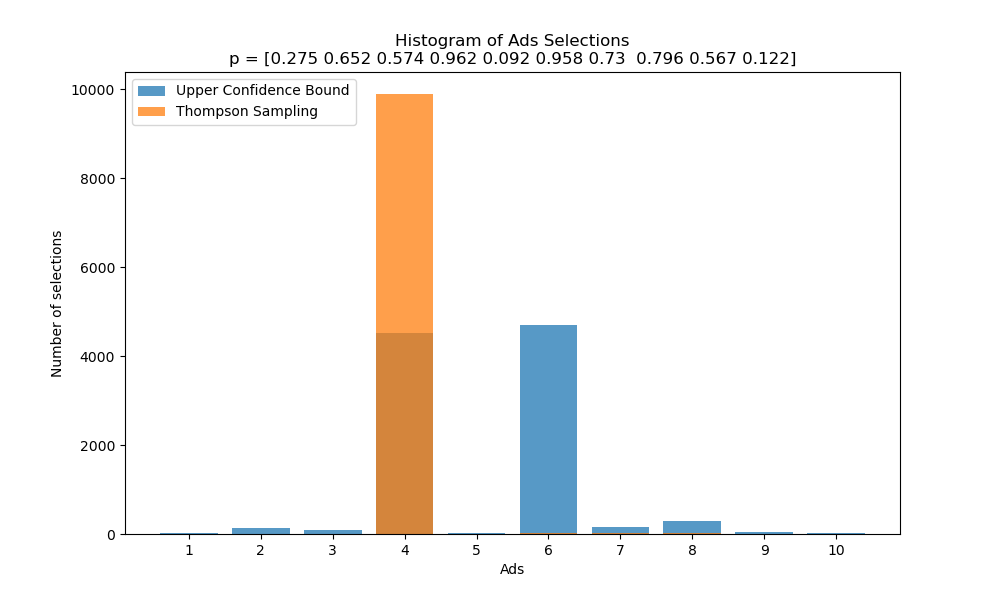 Histogram of Ads Selections
p = [0.275 0.652 0.574 0.962 0.092 0.958 0.73  0.796 0.567 0.122]
Upper Confidence Bound
Thompson Sampling
10000
8000
6000
4000
2000
0
Number of selections
1 2 3 4 5 6 7 8 9 10
Ads